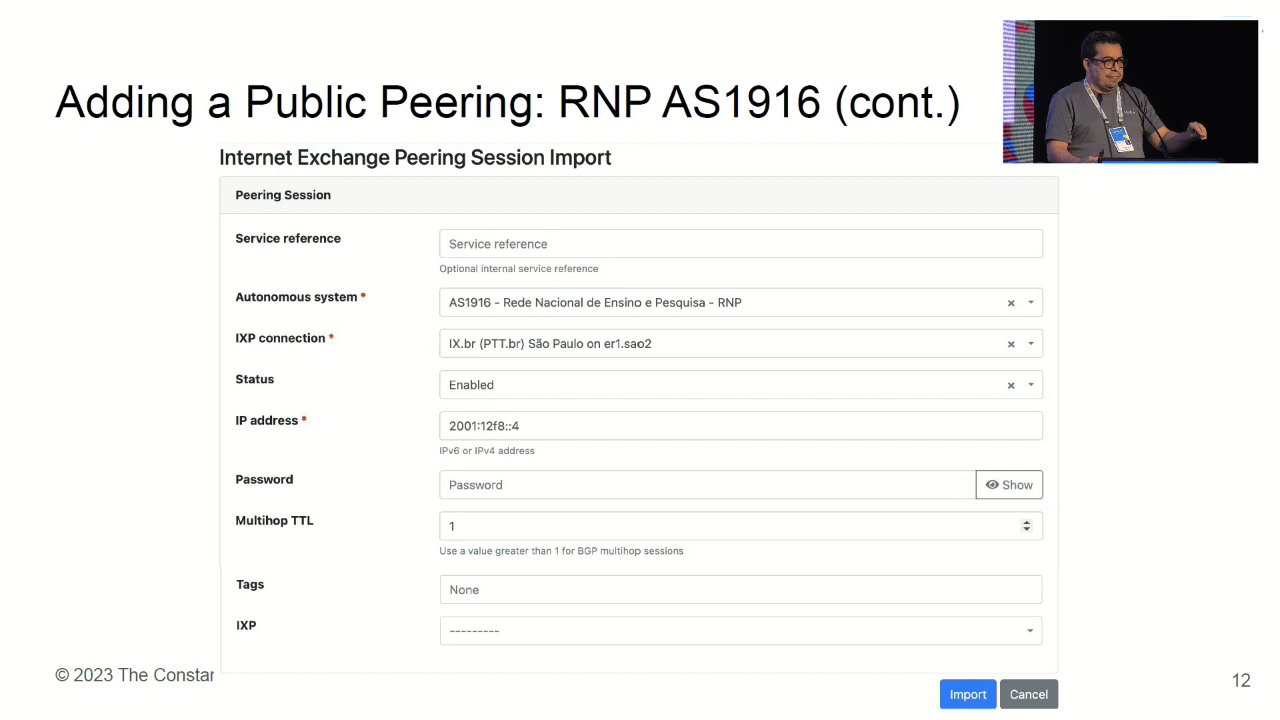 Adding a Public Peering: RNP AS1916 (cont.)
Internet Exchange Peering Session Import
Peering Session
Service reference
Service reference
Optional internal service reference
Autonomous system *
AS1916 - Rede Nacional de Ensino e Pesquisa - RNP
IXP connection *
IX.br (PTT.br) São Paulo on er1.sao2
Status
Enabled
IP address *
2001:12f8::4
IPv6 or IPv4 address
Password
Password
Show
Multihop TTL
1
Use a value greater than 1 for BGP multihop sessions
Tags
None
IXP
---------
© 2023 The Constar
12
Import
Cancel